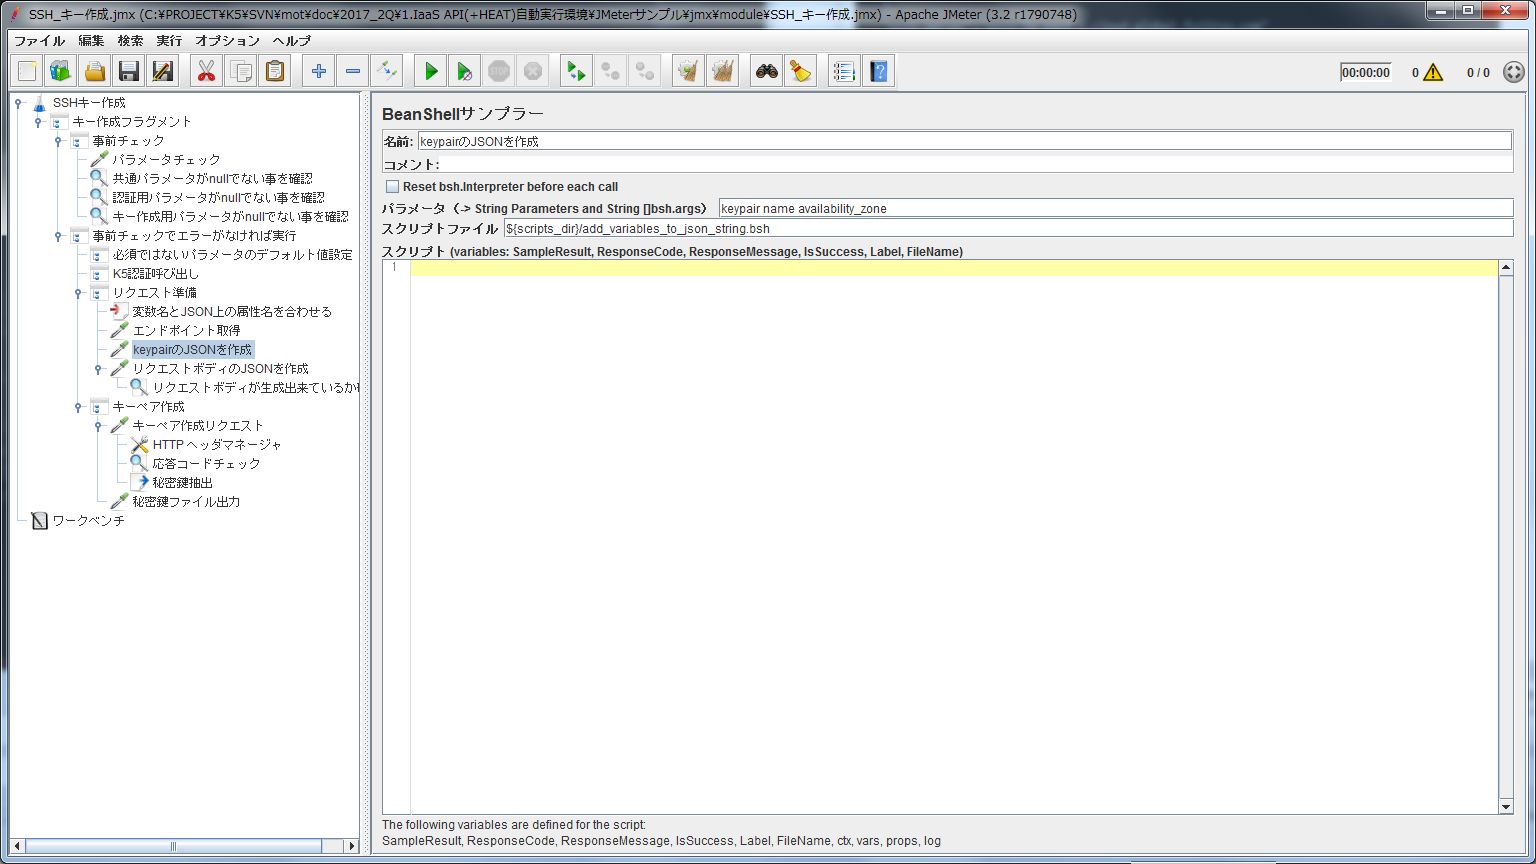 SSH_キー作成.jmx (C:¥PROJECT¥K5¥SVN¥mot¥doc¥2017_2Q¥1.IaaS API(+HEAT)自動実行環境¥JMeterサンプル¥jmx¥module¥SSH_キー作成.jmx) - Apache JMeter (3.2 r1790748)
ファイル 編集 検索 実行 オプション ヘルプ
STOP
00:00:00 0 0 / 0
SSHキー作成
キー作成フラグメント
事前チェック
パラメータチェック
共通パラメータがnullでない事を確認
認証用パラメータがnullでない事を確認
キー作成用パラメータがnullでない事を確認
事前チェックでエラーがなければ実行
必須ではないパラメータのデフォルト値設定
K5認証呼び出し
リクエスト準備
変数名とJSON上の属性名を合わせる
エンドポイント取得
keypairのJSONを作成
リクエストボディのJSONを作成
リクエストボディが生成出来ているか
キーペア作成
キーペア作成リクエスト
HTTP ヘッダマネージャ
応答コードチェック
秘密鍵抽出
秘密鍵ファイル出力
ワークベンチ
BeanShellサンプラー
名前: keypairのJSONを作成
コメント:
Reset bsh.Interpreter before each call
パラメータ（-> String Parameters and String []bsh.args） keypair name availability_zone
スクリプトファイル ${scripts_dir}/add_variables_to_json_string.bsh
スクリプト (variables: SampleResult, ResponseCode, ResponseMessage, IsSuccess, Label, FileName)
1
The following variables are defined for the script:
SampleResult, ResponseCode, ResponseMessage, IsSuccess, Label, FileName, ctx, vars, props, log